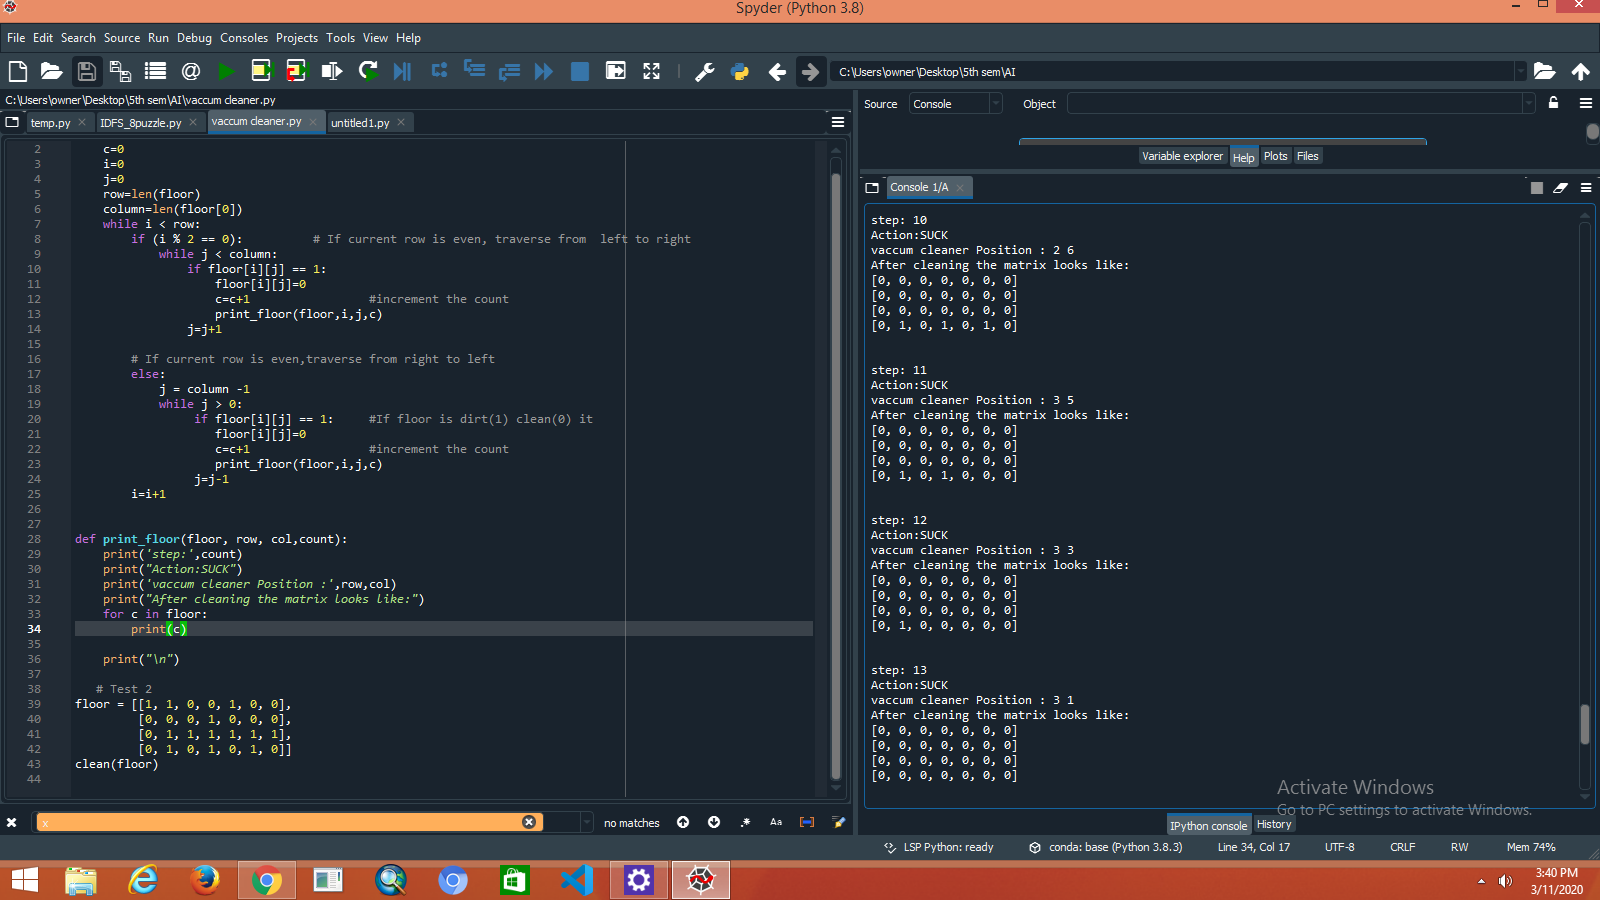 Spyder (Python 3.8)
File Edit Search Source Run Debug Consoles Projects Tools View Help
C:\Users\owner\Desktop\5th sem\AI
C:\Users\owner\Desktop\5th sem\AI\vaccum cleaner.py
temp.py IDFS_8puzzle.py vaccum cleaner.py untitled1.py
2 c=0
3 i=0
4 j=0
5 row=len(floor)
6 column=len(floor[0])
7 while i < row:
8 if (i % 2 == 0): # If current row is even, traverse from left to right
9 while j < column:
10 if floor[i][j] == 1:
11 floor[i][j]=0
12 c=c+1 #increment the count
13 print_floor(floor,i,j,c)
14 j=j+1
15
16 # If current row is even,traverse from right to left
17 else:
18 j = column -1
19 while j > 0:
20 if floor[i][j] == 1: #If floor is dirt(1) clean(0) it
21 floor[i][j]=0
22 c=c+1 #increment the count
23 print_floor(floor,i,j,c)
24 j=j-1
25 i=i+1
26
27
28 def print_floor(floor, row, col,count):
29 print('step:',count)
30 print("Action:SUCK")
31 print('vaccum cleaner Position :',row,col)
32 print("After cleaning the matrix looks like:")
33 for c in floor:
34 print(c)
35
36 print("\n")
37
38 # Test 2
39 floor = [[1, 1, 0, 0, 1, 0, 0],
40 [0, 0, 0, 1, 0, 0, 0],
41 [0, 1, 1, 1, 1, 1, 1],
42 [0, 1, 0, 1, 0, 1, 0]]
43 clean(floor)
44
x no matches .* Aa
Source Console Object
Variable explorer Help Plots Files
Console 1/A
step: 10
Action:SUCK
vaccum cleaner Position : 2 6
After cleaning the matrix looks like:
[0, 0, 0, 0, 0, 0, 0]
[0, 0, 0, 0, 0, 0, 0]
[0, 0, 0, 0, 0, 0, 0]
[0, 1, 0, 1, 0, 1, 0]
step: 11
Action:SUCK
vaccum cleaner Position : 3 5
After cleaning the matrix looks like:
[0, 0, 0, 0, 0, 0, 0]
[0, 0, 0, 0, 0, 0, 0]
[0, 0, 0, 0, 0, 0, 0]
[0, 1, 0, 1, 0, 0, 0]
step: 12
Action:SUCK
vaccum cleaner Position : 3 3
After cleaning the matrix looks like:
[0, 0, 0, 0, 0, 0, 0]
[0, 0, 0, 0, 0, 0, 0]
[0, 0, 0, 0, 0, 0, 0]
[0, 1, 0, 0, 0, 0, 0]
step: 13
Action:SUCK
vaccum cleaner Position : 3 1
After cleaning the matrix looks like:
[0, 0, 0, 0, 0, 0, 0]
[0, 0, 0, 0, 0, 0, 0]
[0, 0, 0, 0, 0, 0, 0]
[0, 0, 0, 0, 0, 0, 0]
Activate Windows
Go to PC settings to activate Windows.
IPython console History
LSP Python: ready conda: base (Python 3.8.3) Line 34, Col 17 UTF-8 CRLF RW Mem 74%
3:40 PM
3/11/2020